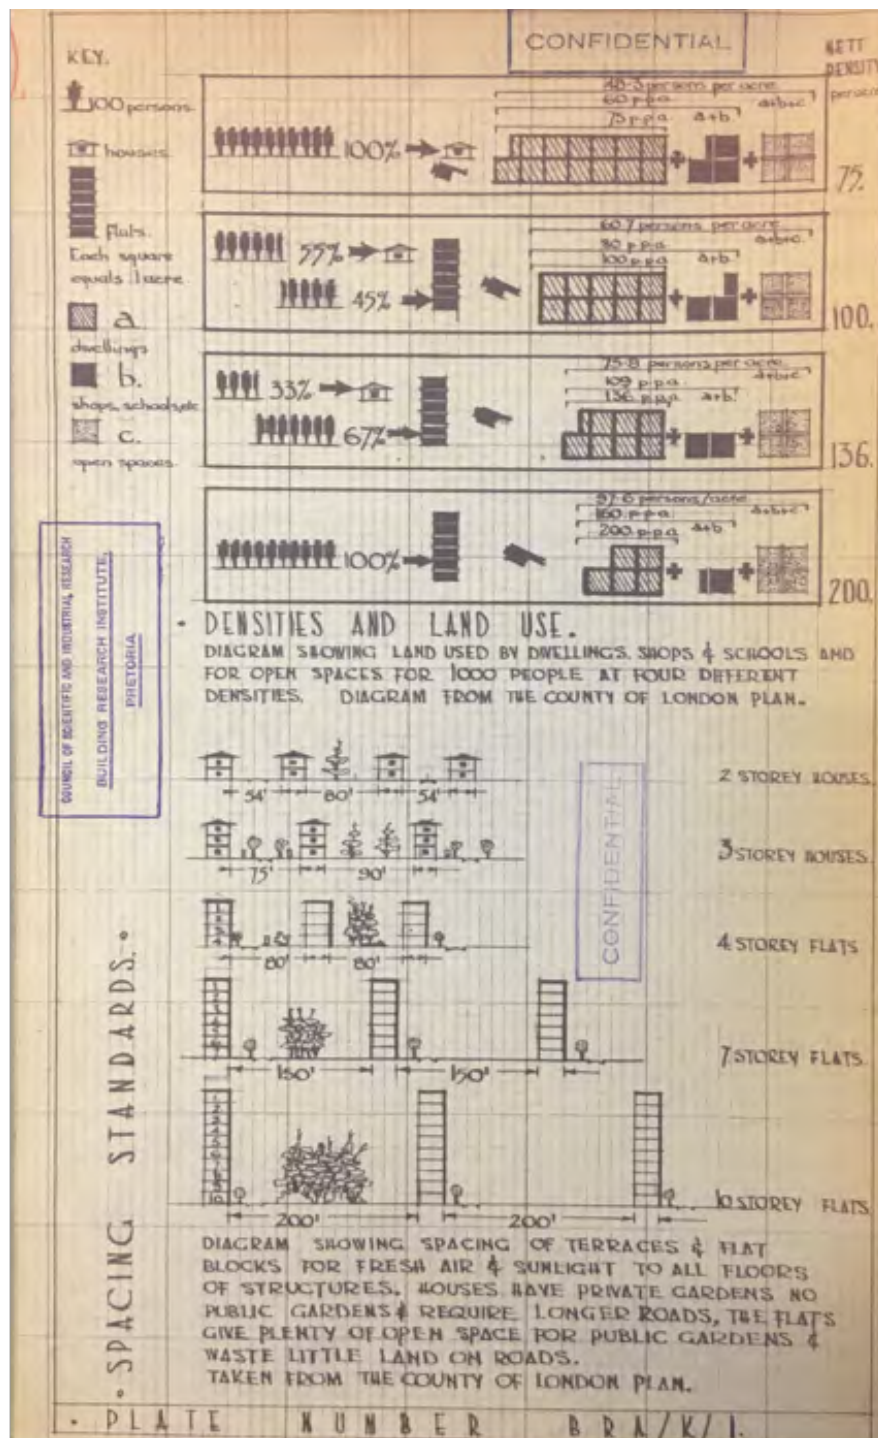 CONFIDENTIAL
KEY.
100 persons.
houses.
flats.
Each square
equals 1 acre
a
dwellings
b.
shops, schools, etc
c.
open spaces.
NETT
DENSITY
per acre
48·3 persons per acre.
60 p.p.a. a+b+c
75 p.p.a. a+b
100%
75.
60·7 persons per acre.
80 p.p.a. a+b+c
100 p.p.a. a+b
55%
45%
100.
75·8 persons per acre.
109 p.p.a. a+b+c
136 p.p.a. a+b
33%
67%
136.
97·6 persons/acre
160 p.p.a. a+b+c
200 p.p.a. a+b
100%
200.
COUNCIL OF SCIENTIFIC AND INDUSTRIAL RESEARCH
BUILDING RESEARCH INSTITUTE,
PRETORIA
DENSITIES AND LAND USE.
DIAGRAM SHOWING LAND USED BY DWELLINGS. SHOPS & SCHOOLS AND
FOR OPEN SPACES FOR 1000 PEOPLE AT FOUR DIFFERENT
DENSITIES. DIAGRAM FROM THE COUNTY OF LONDON PLAN.
2 STOREY HOUSES.
54' 80' 54'
CONFIDENTIAL
3 STOREY HOUSES.
75' 90'
4 STOREY FLATS
80' 80'
7 STOREY FLATS.
150' 150'
10 STOREY FLATS.
200' 200'
SPACING STANDARDS.
DIAGRAM SHOWING SPACING OF TERRACES & FLAT
BLOCKS FOR FRESH AIR & SUNLIGHT TO ALL FLOORS
OF STRUCTURES. HOUSES HAVE PRIVATE GARDENS NO
PUBLIC GARDENS & REQUIRE LONGER ROADS, THE FLATS
GIVE PLENTY OF OPEN SPACE FOR PUBLIC GARDENS &
WASTE LITTLE LAND ON ROADS.
TAKEN FROM THE COUNTY OF LONDON PLAN.
PLATE NUMBER BRA/K/1.